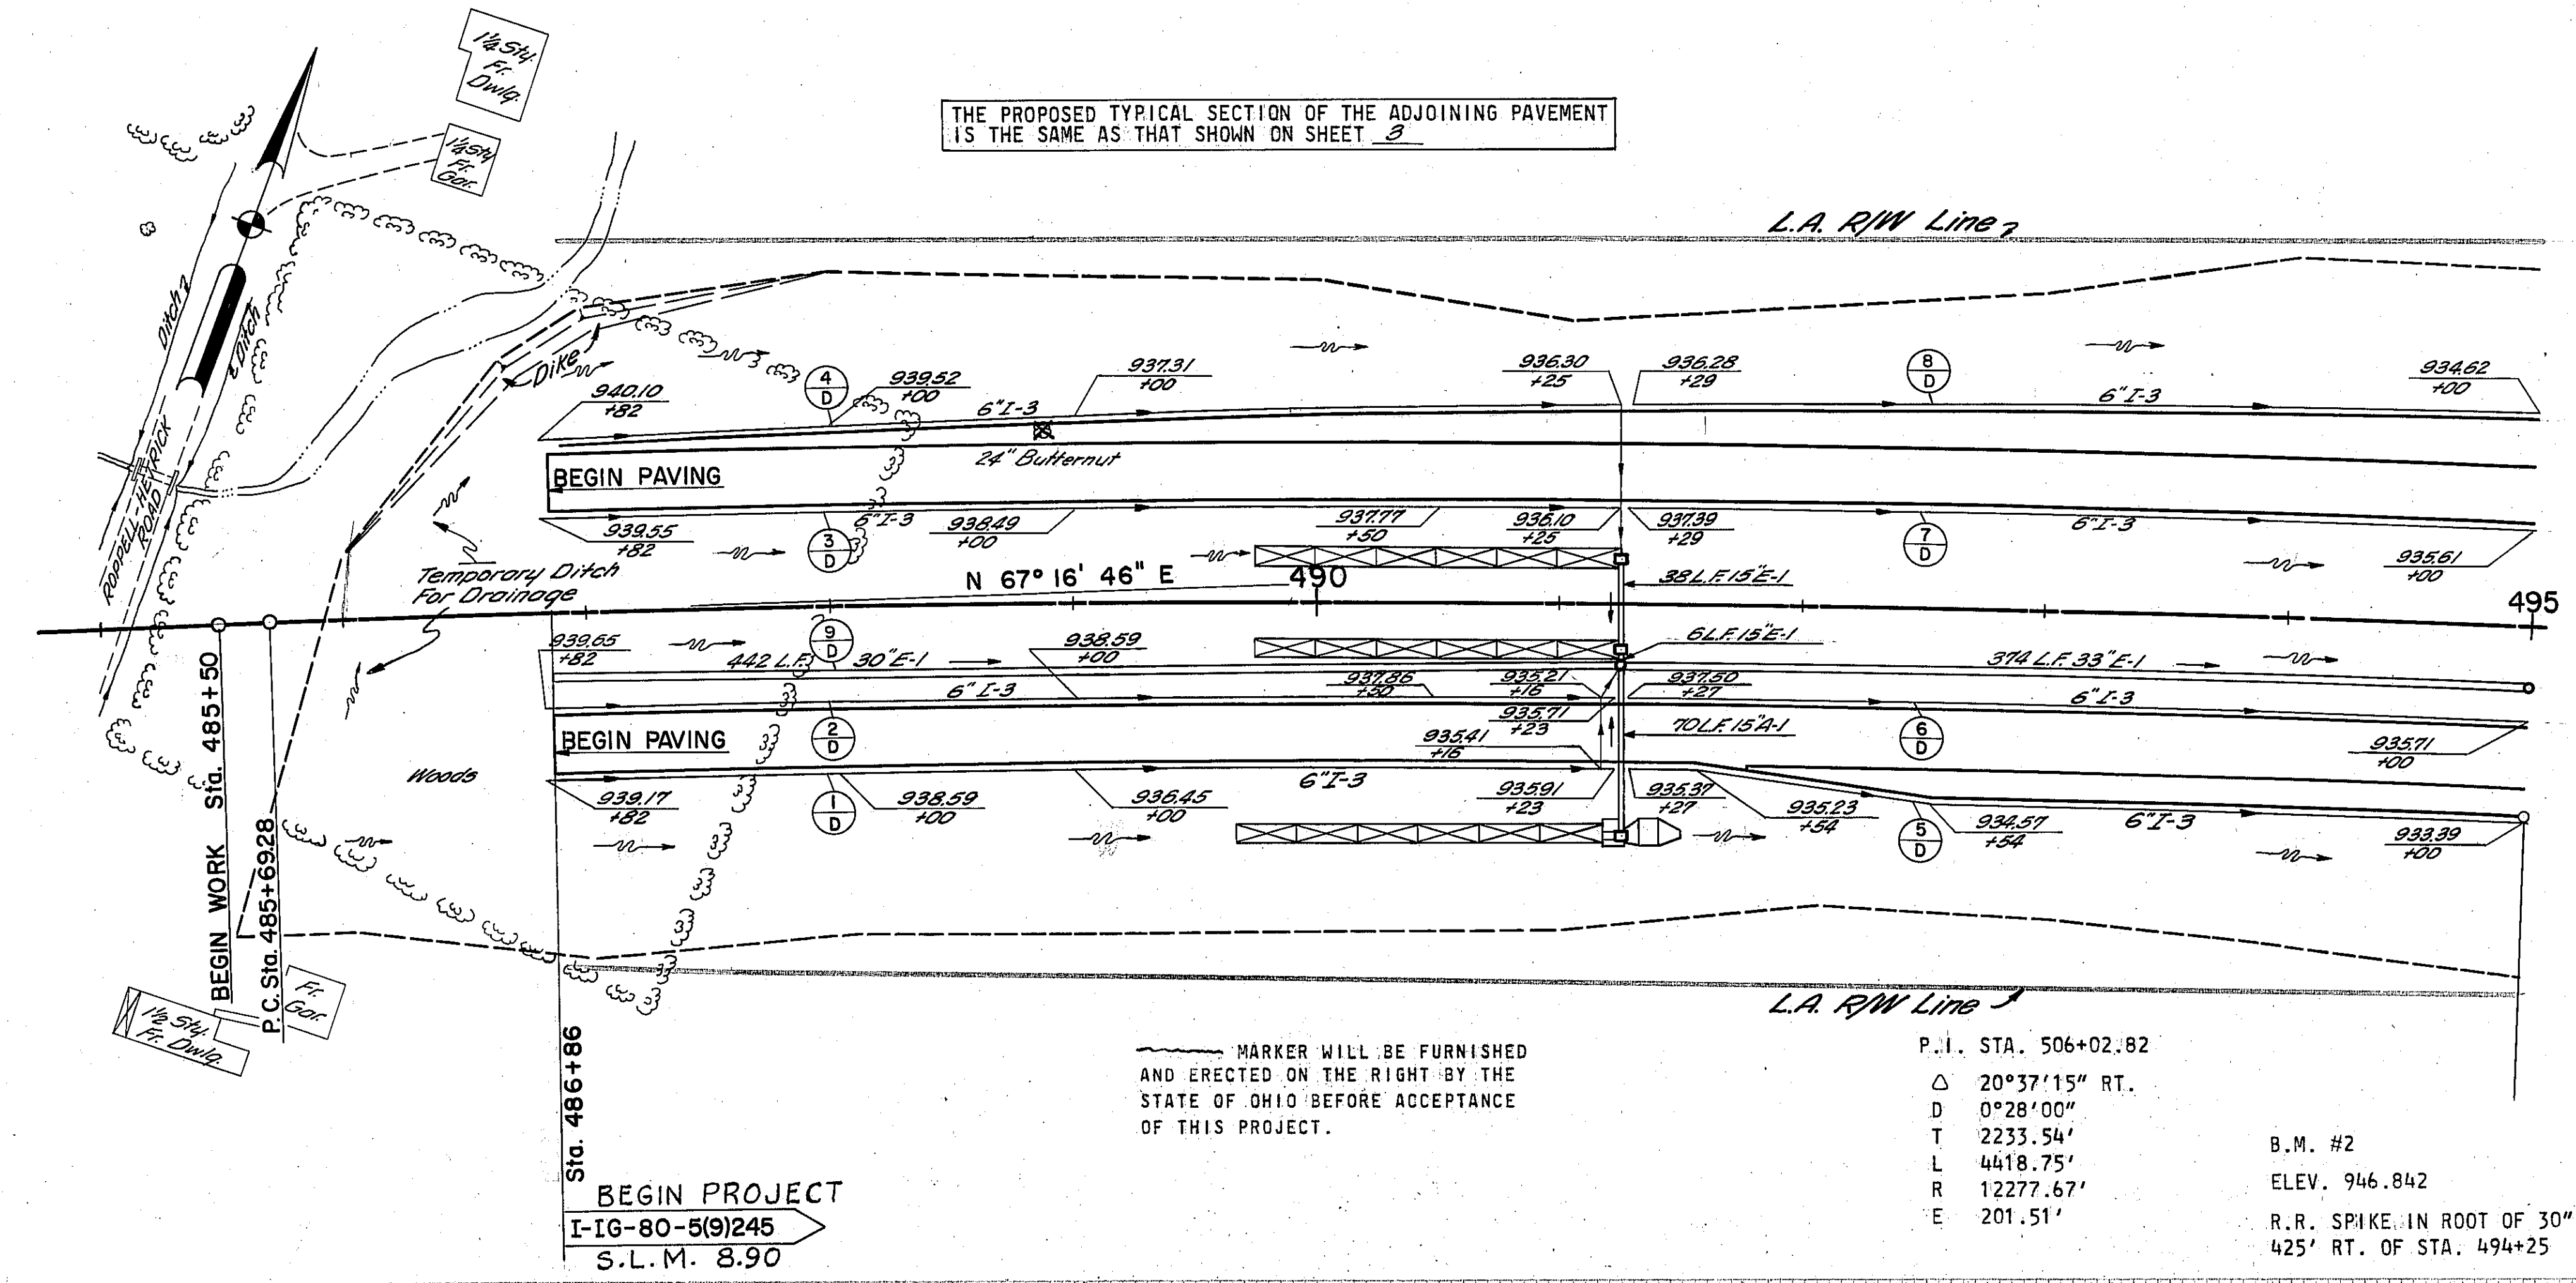 1¼ Sty.
Fr.
Dwlg.
1¼ Sty
Fr.
Gar.
THE PROPOSED TYPICAL SECTION OF THE ADJOINING PAVEMENT
IS THE SAME AS THAT SHOWN ON SHEET 3
L.A. R/W Line
Ditch
Ditch
Dike
ROPPELL-HETRICK
ROAD
940.10
+82
4
D
939.52
+00
6" I-3
937.31
+00
936.30
+25
936.28
+29
8
D
6" I-3
934.62
+00
24" Butternut
BEGIN PAVING
939.55
+82
3
D
6" I-3
938.49
+00
937.77
+50
936.10
+25
937.39
+29
7
D
6" I-3
935.61
+00
Temporary Ditch
For Drainage
N 67° 16' 46" E
490
38 L.F. 15" E-1
495
939.65
+82
9
D
442 L.F. 30" E-1
938.59
+00
6 L.F. 15" E-1
374 L.F. 33" E-1
6" I-3
937.86
+50
935.21
+16
937.50
+27
6" I-3
935.71
+23
BEGIN PAVING
2
D
935.41
+16
70 L.F. 15" A-1
6
D
935.71
+00
Woods
939.17
+82
1
D
938.59
+00
936.45
+00
6" I-3
935.91
+23
935.37
+27
935.23
+54
5
D
934.57
+54
6" I-3
933.39
+00
BEGIN WORK Sta. 485+50
P.C. Sta. 485+69.28
1½ Sty.
Fr. Dwlg.
Fr.
Gar.
L.A. R/W Line
Sta. 486+86
BEGIN PROJECT
I-IG-80-5(9)245
S.L.M. 8.90
MARKER WILL BE FURNISHED
AND ERECTED ON THE RIGHT BY THE
STATE OF OHIO BEFORE ACCEPTANCE
OF THIS PROJECT.
P.I. STA. 506+02.82
Δ 20°37'15" RT.
D 0°28'00"
T 2233.54'
L 4418.75'
R 12277.67'
E 201.51'
B.M. #2
ELEV. 946.842
R.R. SPIKE IN ROOT OF 30"
425' RT. OF STA. 494+25